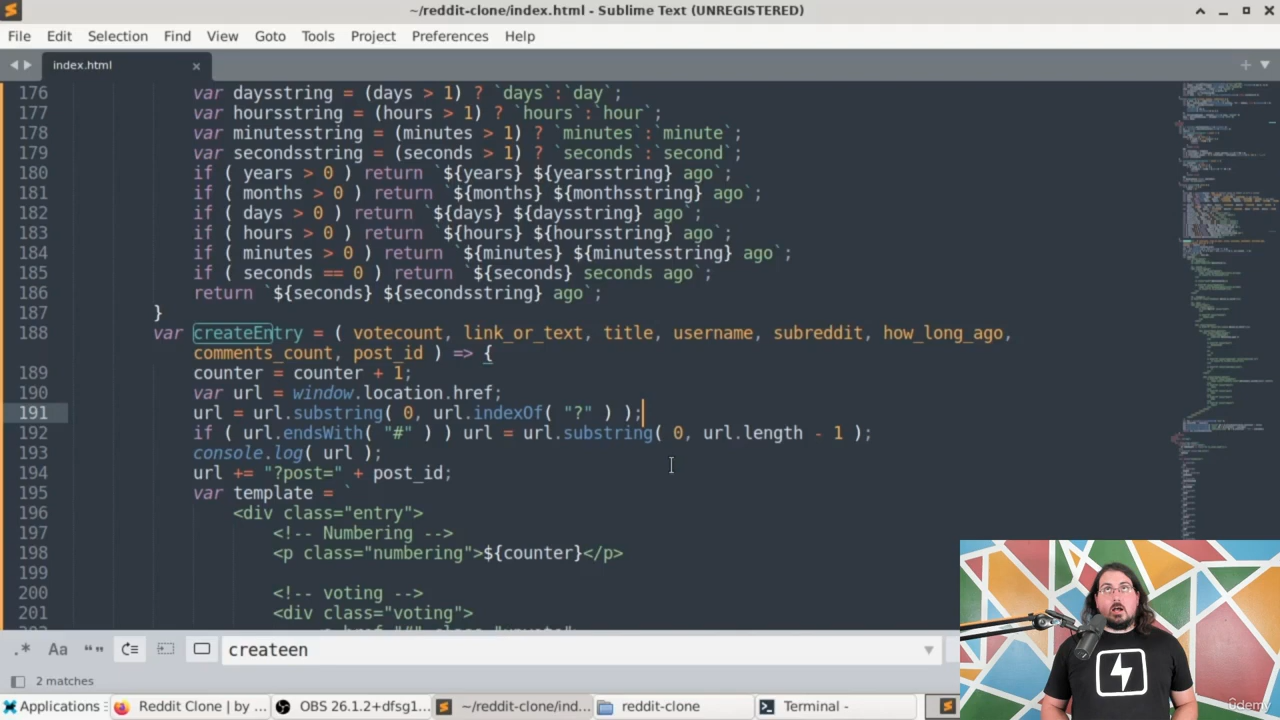 ~/reddit-clone/index.html - Sublime Text (UNREGISTERED)
File Edit Selection Find View Goto Tools Project Preferences Help
index.html
176 var daysstring = (days > 1) ? `days`:`day`;
177 var hoursstring = (hours > 1) ? `hours`:`hour`;
178 var minutesstring = (minutes > 1) ? `minutes`:`minute`;
179 var secondsstring = (seconds > 1) ? `seconds`:`second`;
180 if ( years > 0 ) return `${years} ${yearsstring} ago`;
181 if ( months > 0 ) return `${months} ${monthsstring} ago`;
182 if ( days > 0 ) return `${days} ${daysstring} ago`;
183 if ( hours > 0 ) return `${hours} ${hoursstring} ago`;
184 if ( minutes > 0 ) return `${minutes} ${minutesstring} ago`;
185 if ( seconds == 0 ) return `${seconds} seconds ago`;
186 return `${seconds} ${secondsstring} ago`;
187 }
188 var createEntry = ( votecount, link_or_text, title, username, subreddit, how_long_ago,
comments_count, post_id ) => {
189 counter = counter + 1;
190 var url = window.location.href;
191 url = url.substring( 0, url.indexOf( "?" ) );
192 if ( url.endsWith( "#" ) ) url = url.substring( 0, url.length - 1 );
193 console.log( url );
194 url += "?post=" + post_id;
195 var template = `
196 <div class="entry">
197 <!-- Numbering -->
198 <p class="numbering">${counter}</p>
199
200 <!-- voting -->
201 <div class="voting">
createen
2 matches
Applications Reddit Clone | by ... OBS 26.1.2+dfsg1... ~/reddit-clone/ind... reddit-clone Terminal -
ûdemy